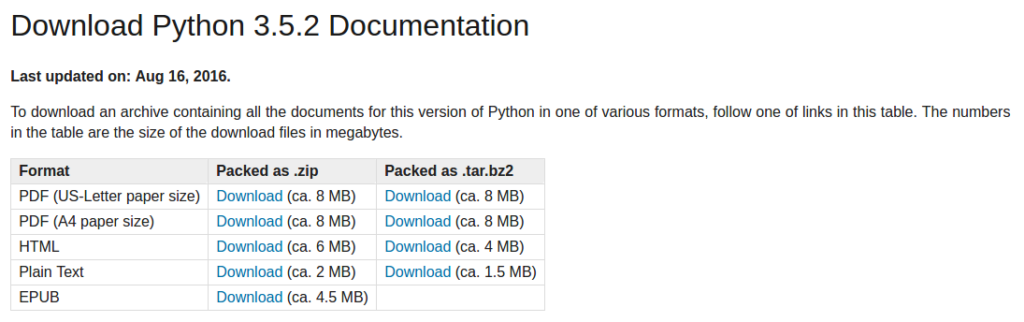 Download Python 3.5.2 Documentation
Last updated on: Aug 16, 2016.
To download an archive containing all the documents for this version of Python in one of various formats, follow one of links in this table. The numbers
in the table are the size of the download files in megabytes.
Format Packed as .zip Packed as .tar.bz2
PDF (US-Letter paper size) Download (ca. 8 MB) Download (ca. 8 MB)
PDF (A4 paper size) Download (ca. 8 MB) Download (ca. 8 MB)
HTML Download (ca. 6 MB) Download (ca. 4 MB)
Plain Text Download (ca. 2 MB) Download (ca. 1.5 MB)
EPUB Download (ca. 4.5 MB)